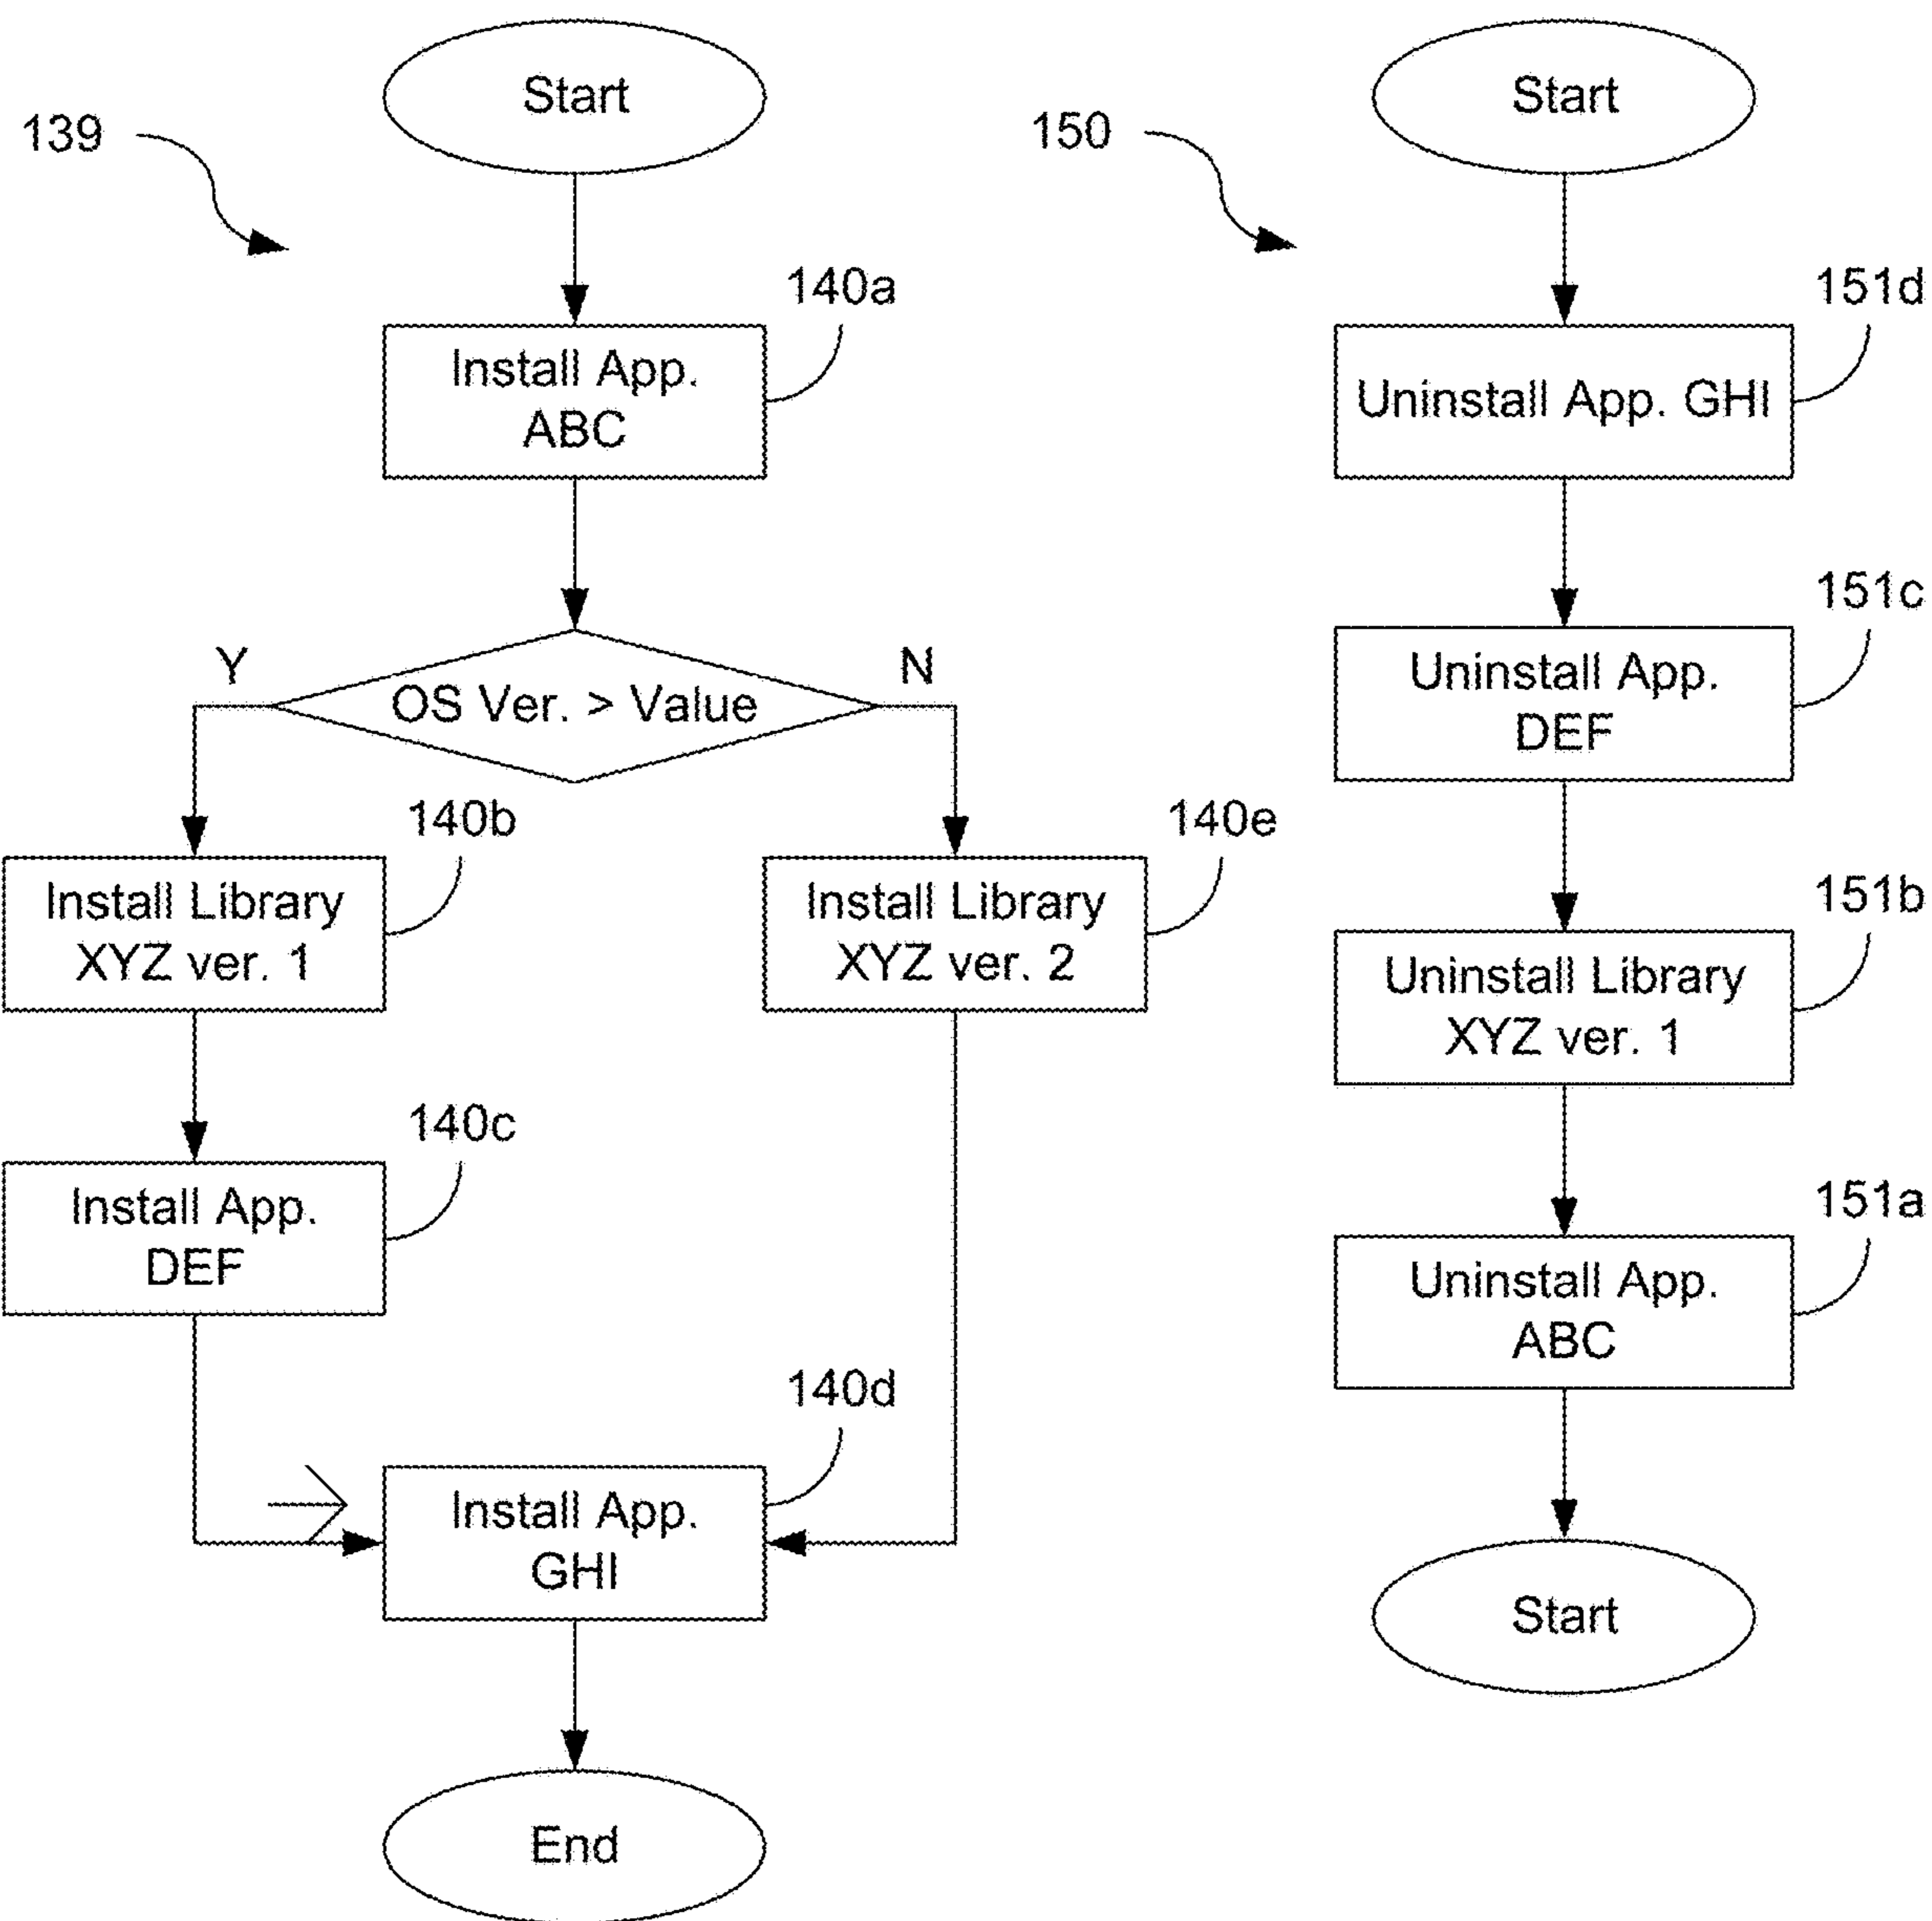 Start
139
140a
Install App.
ABC
OS Ver. > Value
Y
N
140b
Install Library
XYZ ver. 1
140e
Install Library
XYZ ver. 2
140c
Install App.
DEF
140d
Install App.
GHI
End
Start
150
151d
Uninstall App. GHI
151c
Uninstall App.
DEF
151b
Uninstall Library
XYZ ver. 1
151a
Uninstall App.
ABC
Start